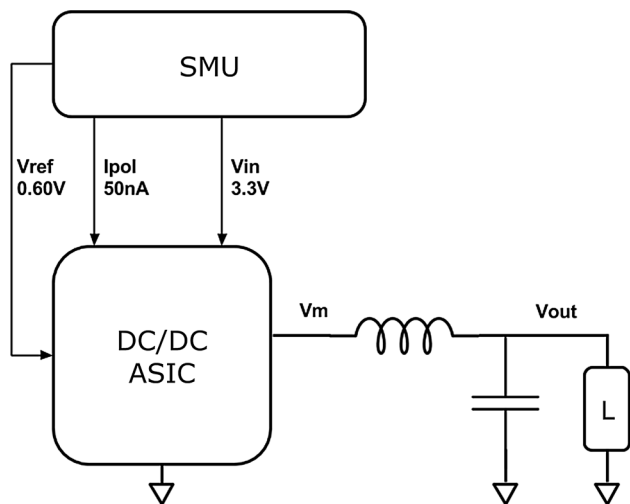 SMU
Vref
0.60V
Ipol
50nA
Vin
3.3V
Vm
Vout
DC/DC
ASIC
L